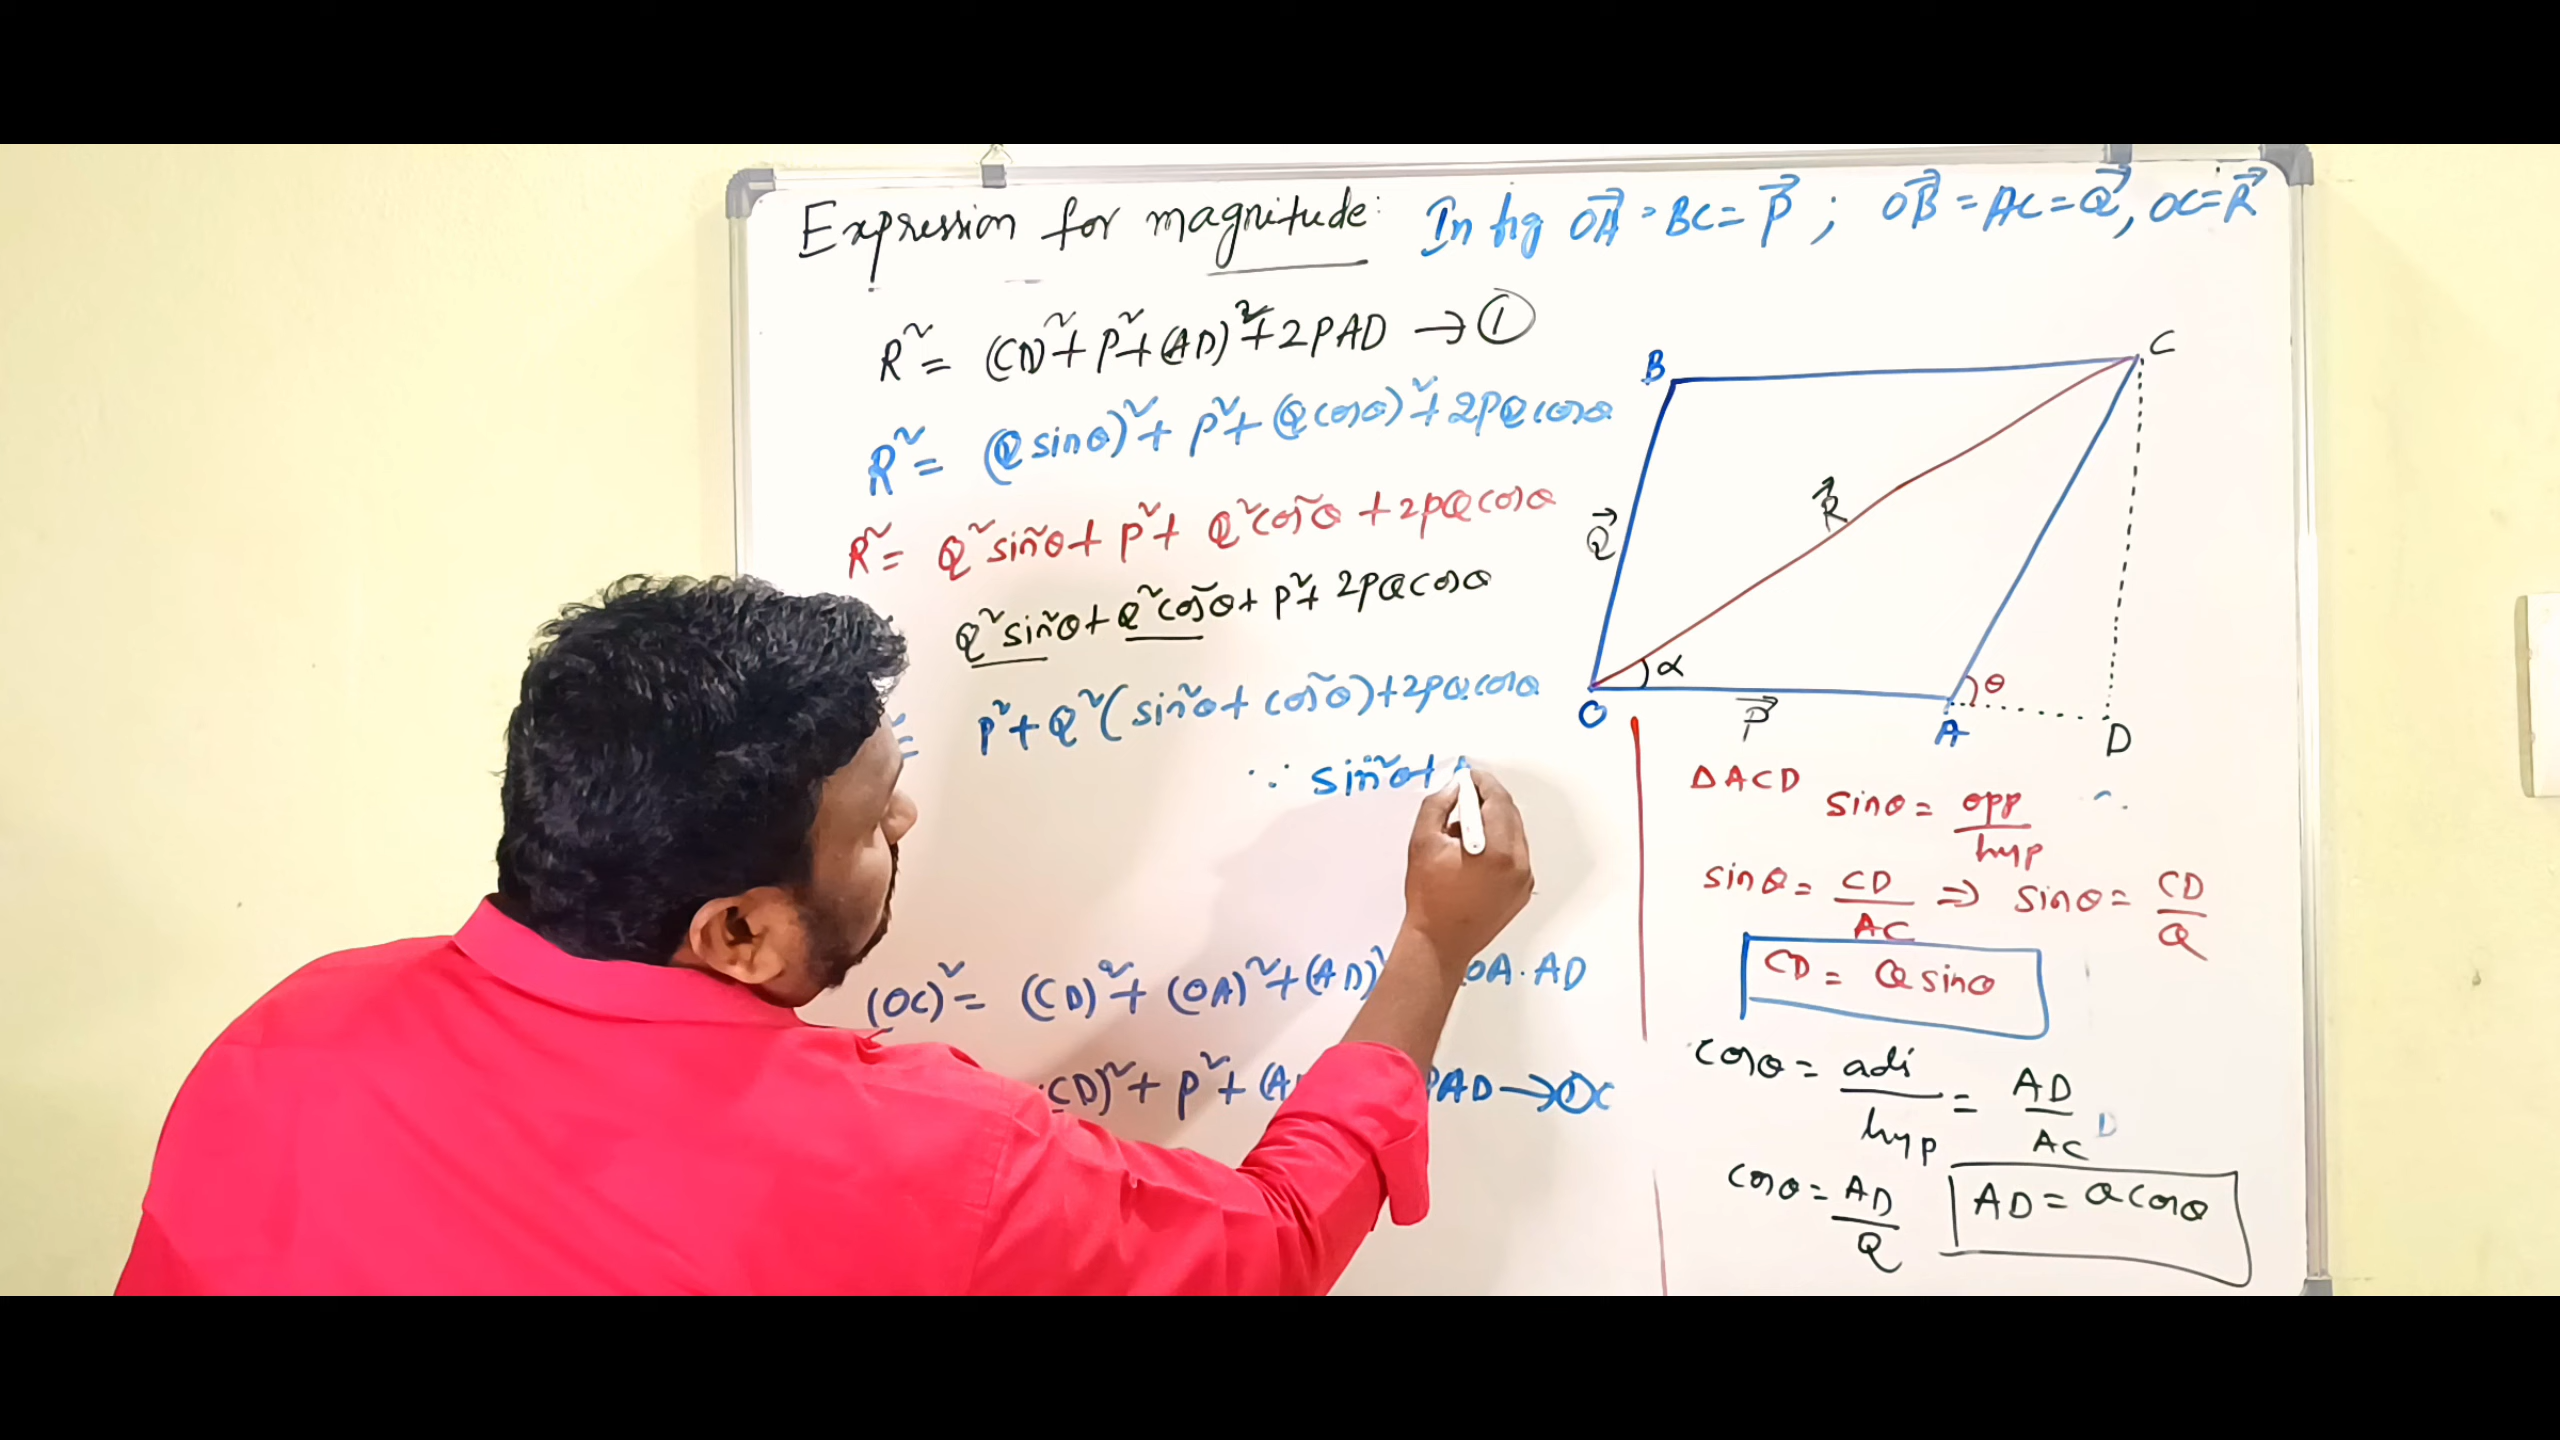 Expression for magnitude: In fig OA⃗ = BC = P⃗ ; OB⃗ = AC = Q⃗, OC = R⃗
R² = (CD)² + P² + (AD)² + 2PAD → ①
R² = (Q sinθ)² + P² + (Q cosθ)² + 2PQ cosθ
R² = Q² sin²θ + P² + Q² cos²θ + 2PQ cosθ
Q² sin²θ + Q² cos²θ + P² + 2PQ cosθ
= P² + Q² (sin²θ + cos²θ) + 2PQ cosθ
∵ sin²θ +
(OC)² = (CD)² + (OA)² + (AD)² OA·AD
CD)² + P² + (A PAD → ①
B
C
Q⃗
R⃗
α
θ
O
P⃗
A
D
Δ ACD
sinθ = opp/hyp
sinθ = CD/AC ⇒ sinθ = CD/Q
CD = Q sinθ
cosθ = adj/hyp = AD/AC
cosθ = AD/Q
AD = Q cosθ